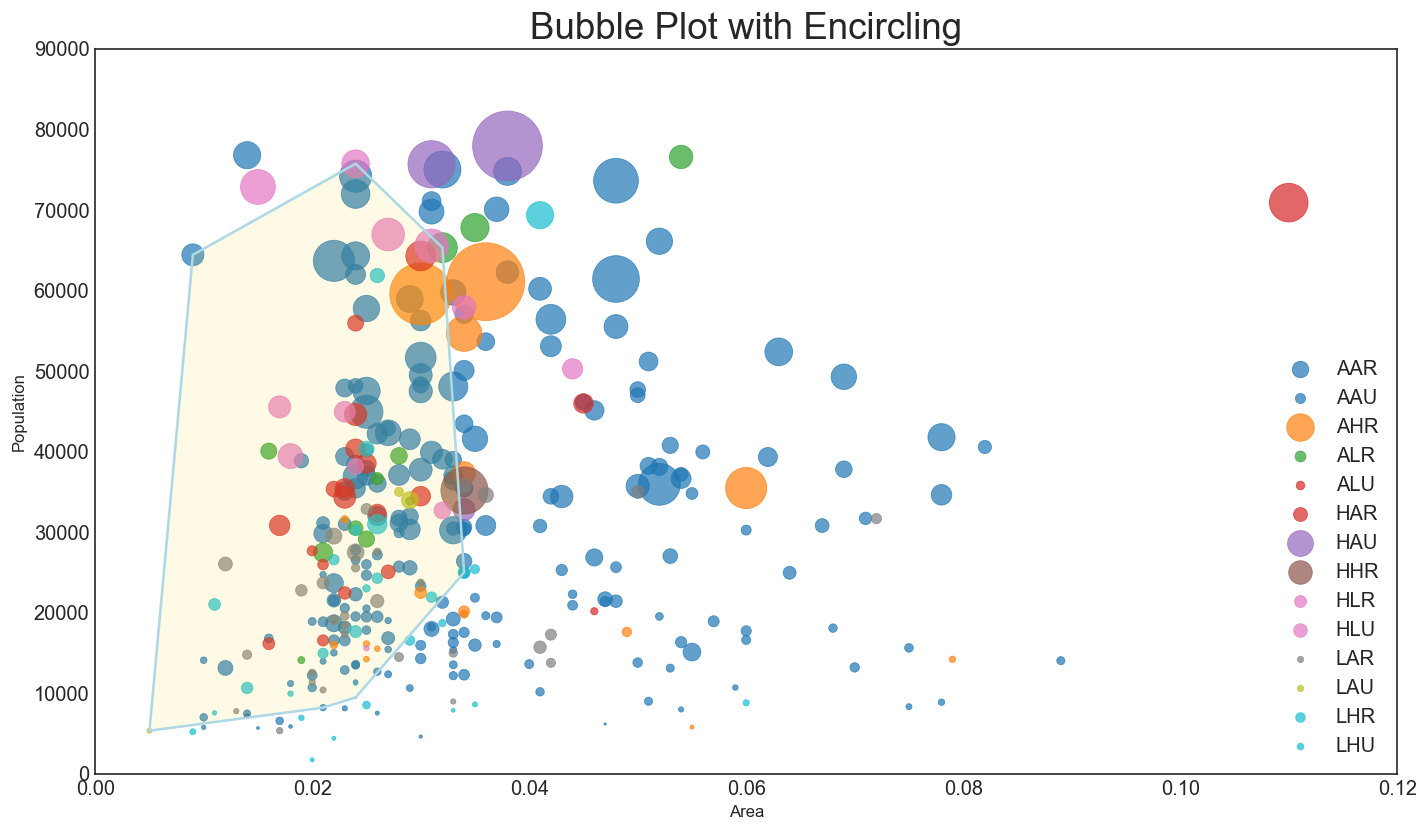 Bubble Plot with Encircling
90000
80000
70000
60000
50000
40000
30000
20000
10000
0
Population
0.00 0.02 0.04 0.06 0.08 0.10 0.12
Area
AAR
AAU
AHR
ALR
ALU
HAR
HAU
HHR
HLR
HLU
LAR
LAU
LHR
LHU